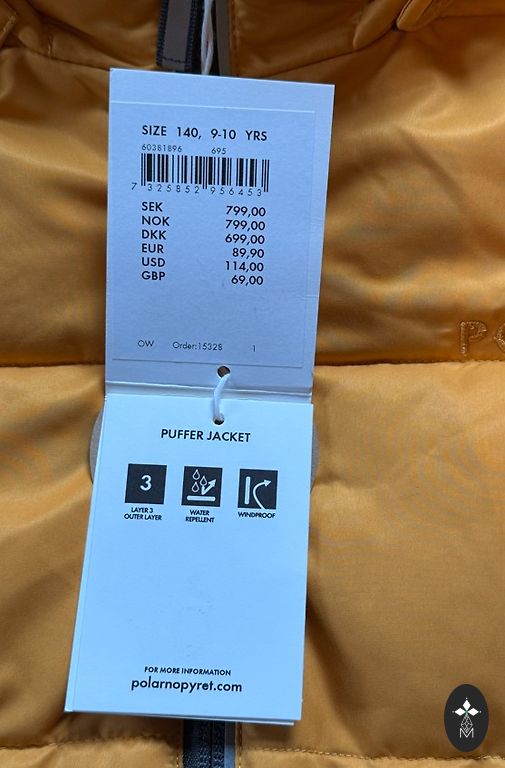 SIZE 140, 9-10 YRS
60381896 695
7 325852 956453
SEK 799,00
NOK 799,00
DKK 699,00
EUR 89,90
USD 114,00
GBP 69,00
OW Order:15328 1
PUFFER JACKET
3
LAYER 3
OUTER LAYER
WATER
REPELLENT
WINDPROOF
FOR MORE INFORMATION
polarnopyret.com